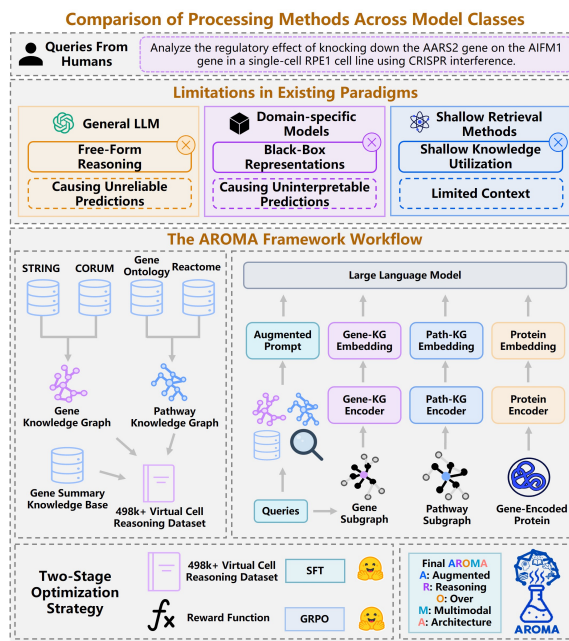 Comparison of Processing Methods Across Model Classes
Queries From
Humans
Analyze the regulatory effect of knocking down the AARS2 gene on the AIFM1
gene in a single-cell RPE1 cell line using CRISPR interference.
Limitations in Existing Paradigms
General LLM
Free-Form
Reasoning
Causing Unreliable
Predictions
Domain-specific
Models
Black-Box
Representations
Causing Uninterpretable
Predictions
Shallow Retrieval
Methods
Shallow Knowledge
Utilization
Limited Context
The AROMA Framework Workflow
STRING
CORUM
Gene
Ontology
Reactome
Gene
Knowledge Graph
Pathway
Knowledge Graph
Gene Summary
Knowledge Base
498k+ Virtual Cell
Reasoning Dataset
Large Language Model
Augmented
Prompt
Gene-KG
Embedding
Path-KG
Embedding
Protein
Embedding
Gene-KG
Encoder
Path-KG
Encoder
Protein
Encoder
Queries
Gene
Subgraph
Pathway
Subgraph
Gene-Encoded
Protein
Two-Stage
Optimization
Strategy
498k+ Virtual Cell
Reasoning Dataset
SFT
fx
Reward Function
GRPO
Final AROMA
A: Augmented
R: Reasoning
O: Over
M: Multimodal
A: Architecture
AROMA